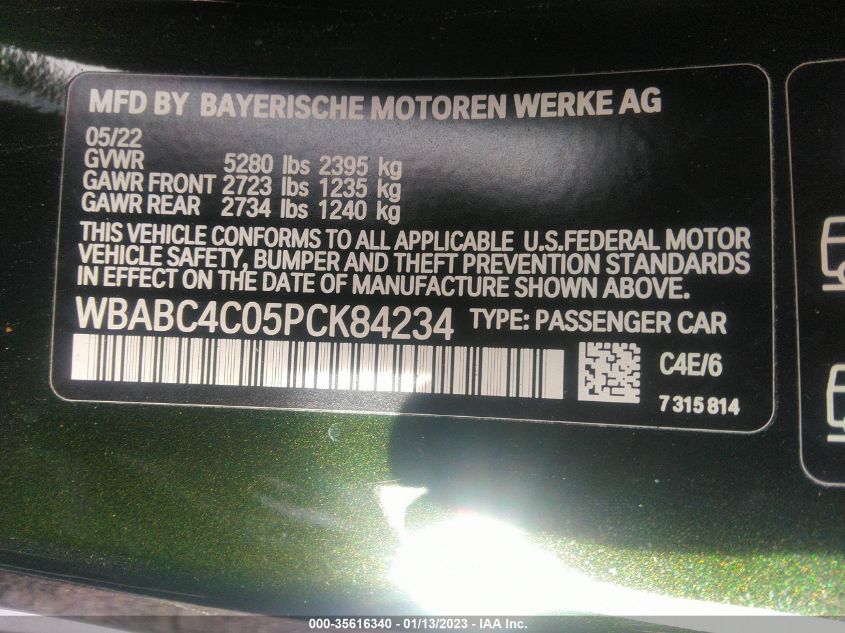 MFD BY BAYERISCHE MOTOREN WERKE AG
05/22
GVWR 5280 lbs 2395 kg
GAWR FRONT 2723 lbs 1235 kg
GAWR REAR 2734 lbs 1240 kg
THIS VEHICLE CONFORMS TO ALL APPLICABLE U.S.FEDERAL MOTOR
VEHICLE SAFETY, BUMPER AND THEFT PREVENTION STANDARDS
IN EFFECT ON THE DATE OF MANUFACTURE SHOWN ABOVE.
WBABC4C05PCK84234 TYPE: PASSENGER CAR
C4E/6
7 315 814
000-35616340 - 01/13/2023 - IAA Inc.